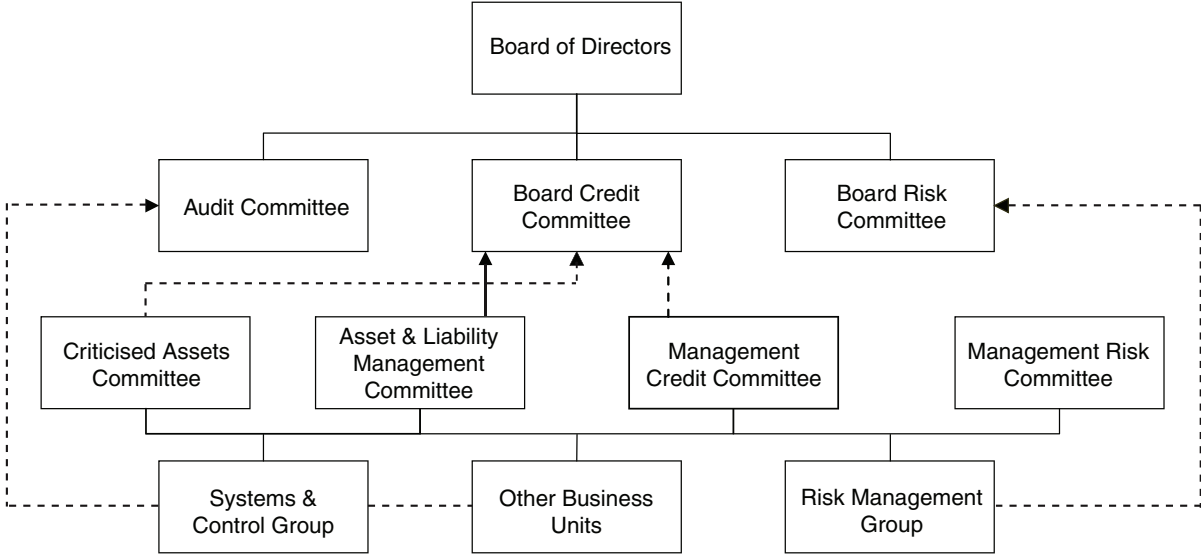 Board of Directors
Audit Committee
Board Credit
Committee
Board Risk
Committee
Criticised Assets
Committee
Asset & Liability
Management
Committee
Management
Credit Committee
Management Risk
Committee
Systems &
Control Group
Other Business
Units
Risk Management
Group